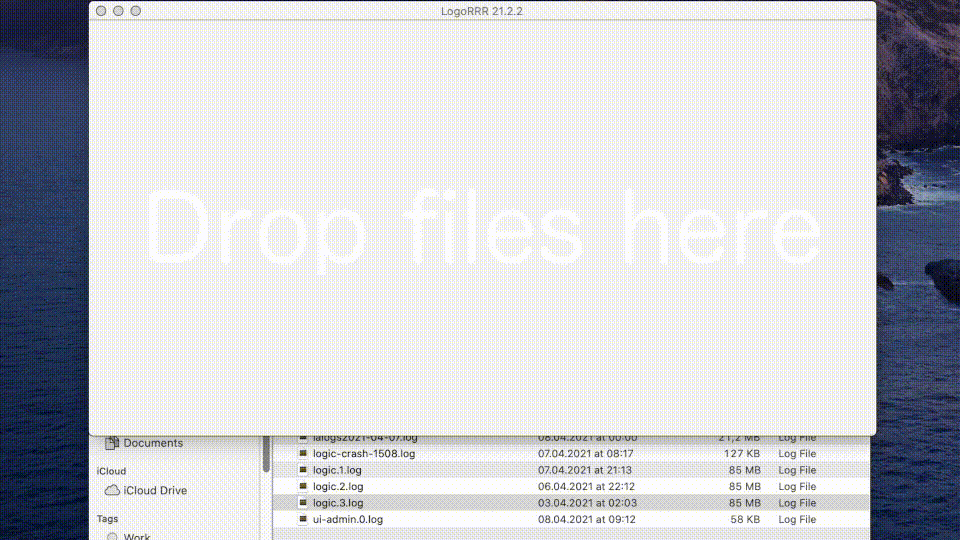 LogoRRR 21.2.2
Drop files here
Documents
iCloud
iCloud Drive
Tags
Work
ialogs2021-04-07.log 08.04.2021 at 00:00 21,2 MB Log File
logic-crash-1508.log 07.04.2021 at 08:17 127 KB Log File
logic.1.log 07.04.2021 at 21:13 85 MB Log File
logic.2.log 06.04.2021 at 22:12 85 MB Log File
logic.3.log 03.04.2021 at 02:03 85 MB Log File
ui-admin.0.log 08.04.2021 at 09:12 58 KB Log File